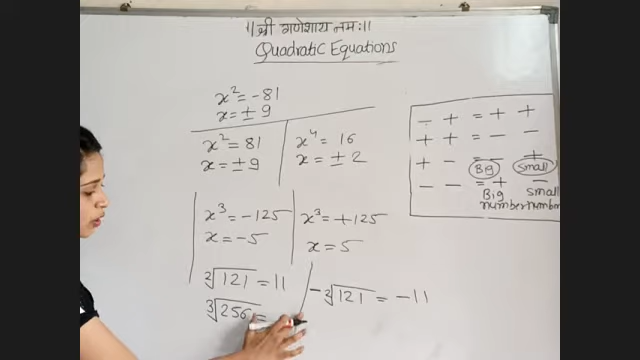 ॥ श्री गणेशाय नमः ॥
Quadratic Equations
x² = -81
x = ± 9
x² = 81
x = ± 9
x⁴ = 16
x = ± 2
x³ = -125
x = -5
x³ = +125
x = 5
²√121 = 11
-²√121 = -11
³√256 =
- + = + +
+ + = - -
+ - = - +
- - = + -
Big small
Big small
number number